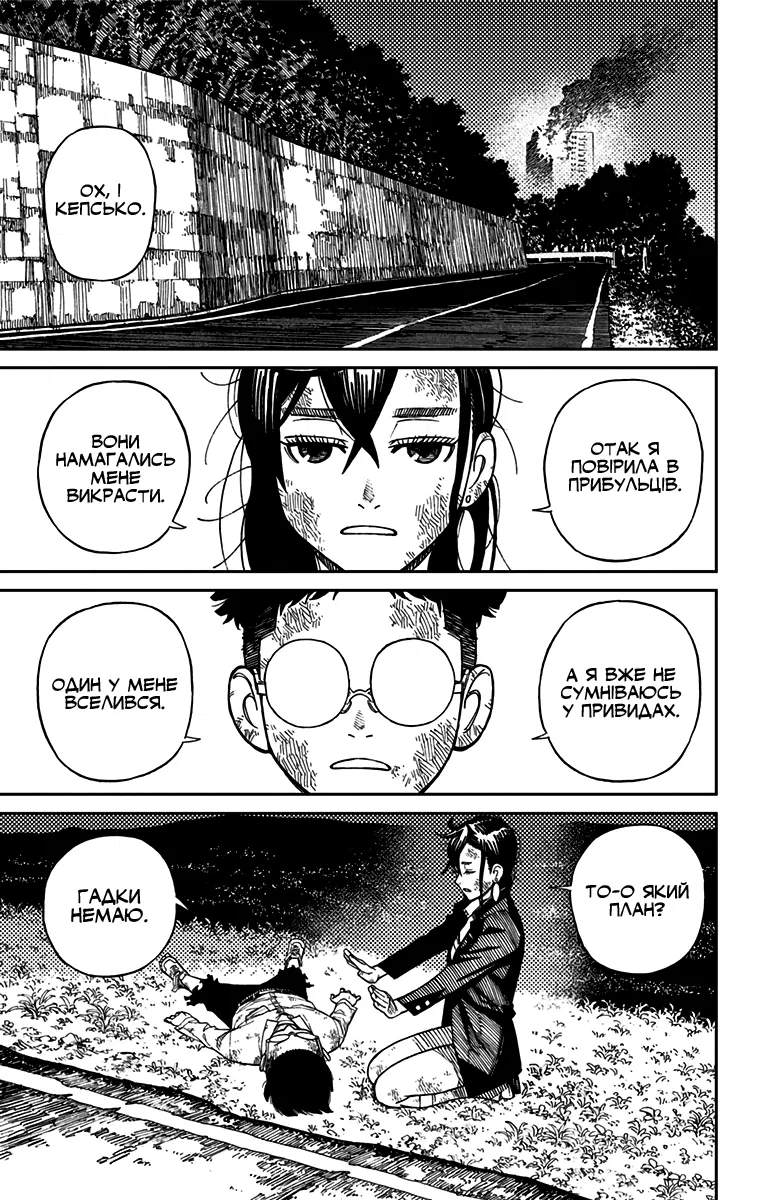 ОХ, І
КЕПСЬКО.
ОТАК Я
ПОВІРИЛА В
ПРИБУЛЬЦІВ.
ВОНИ
НАМАГАЛИСЬ
МЕНЕ
ВИКРАСТИ.
А Я ВЖЕ НЕ
СУМНІВАЮСЬ
У ПРИВИДАХ.
ОДИН У МЕНЕ
ВСЕЛИВСЯ.
ТО-О ЯКИЙ
ПЛАН?
ГАДКИ
НЕМАЮ.